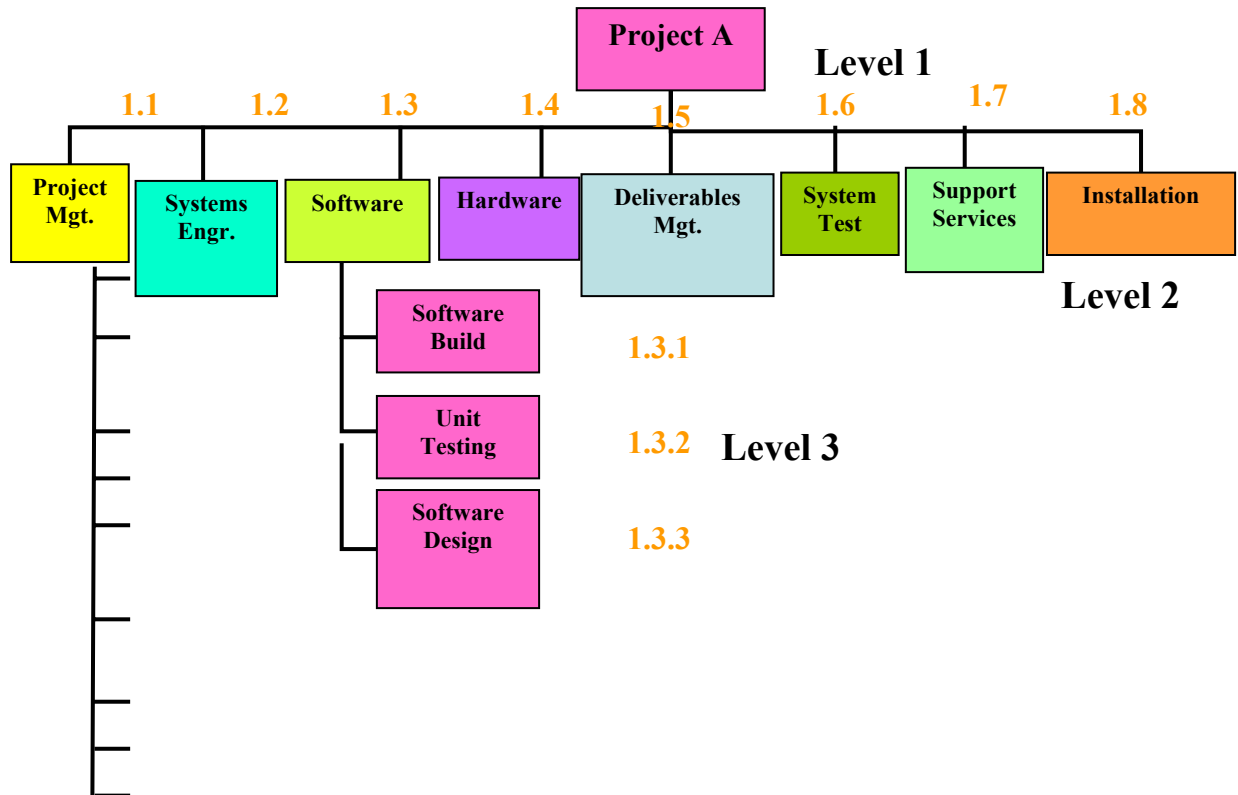 Project A
Level 1
1.1
1.2
1.3
1.4
1.5
1.6
1.7
1.8
Project
Mgt.
Systems
Engr.
Software
Hardware
Deliverables
Mgt.
System
Test
Support
Services
Installation
Level 2
Software
Build
1.3.1
Unit
Testing
1.3.2
Level 3
Software
Design
1.3.3